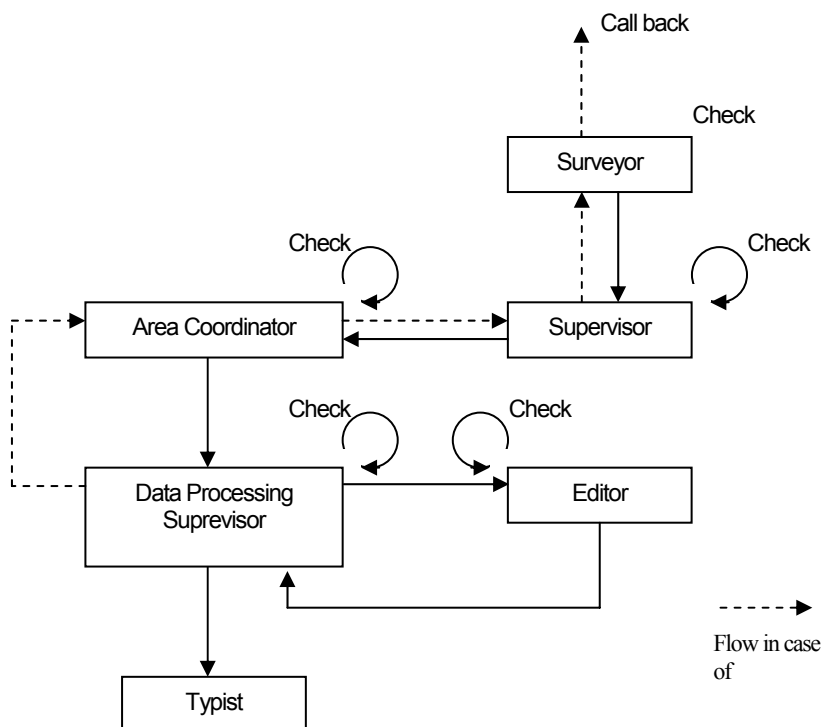 Call back
Check
Surveyor
Check
Check
Area Coordinator
Supervisor
Check
Check
Data Processing
Suprevisor
Editor
Flow in case
of
Typist